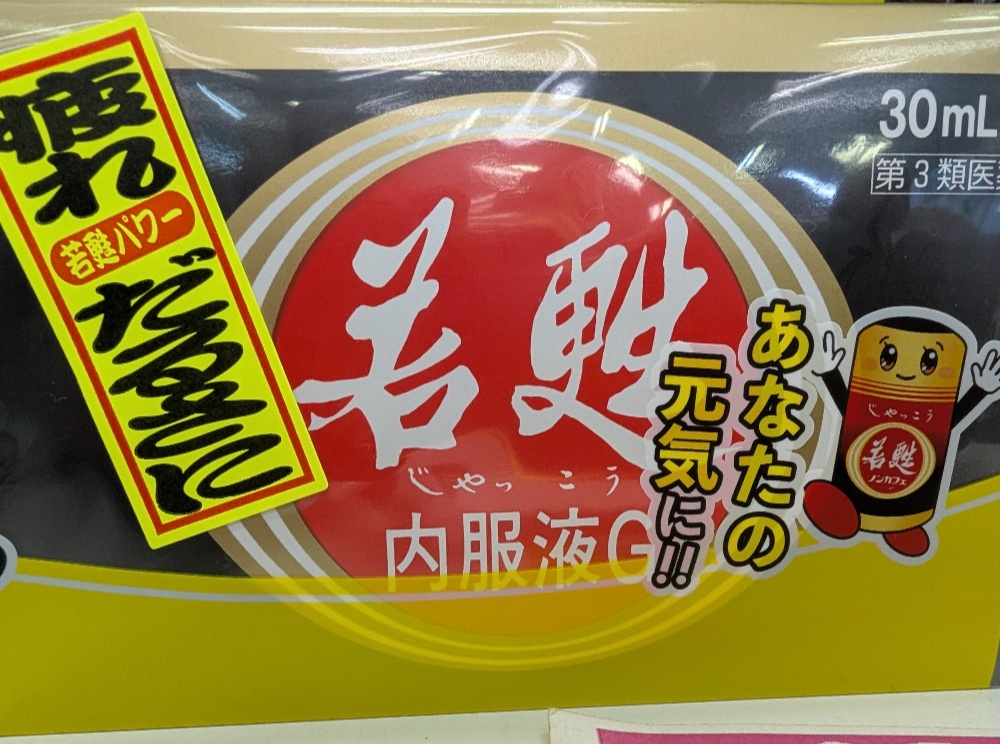 疲れ
若甦パワー
だるさに
30mL
第3類医
若甦
じゃっこう
内服液G
あなたの
元気に!!
じゃっこう
若甦
ノンカフェ